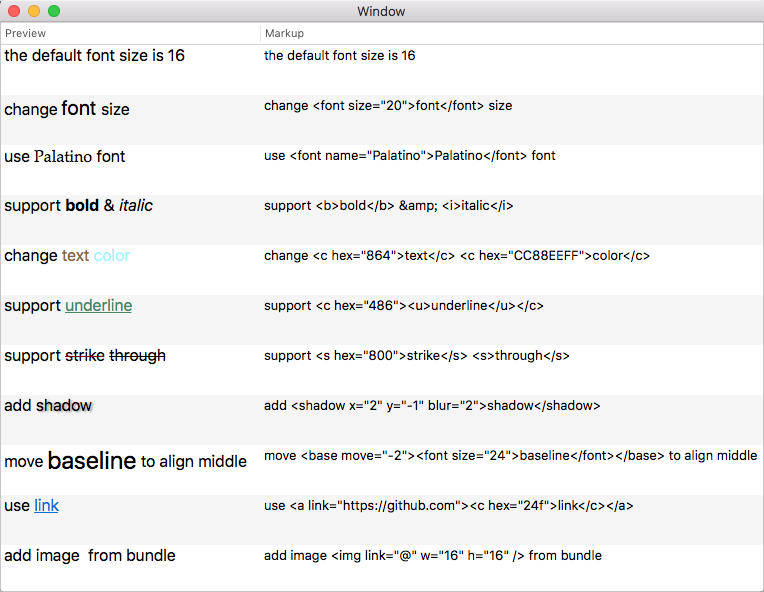 Window
Preview Markup
the default font size is 16 the default font size is 16
change font size change <font size="20">font</font> size
use Palatino font use <font name="Palatino">Palatino</font> font
support bold & italic support <b>bold</b> &amp; <i>italic</i>
change text color change <c hex="864">text</c> <c hex="CC88EEFF">color</c>
support underline support <c hex="486"><u>underline</u></c>
support strike through support <s hex="800">strike</s> <s>through</s>
add shadow add <shadow x="2" y="-1" blur="2">shadow</shadow>
move baseline to align middle move <base move="-2"><font size="24">baseline</font></base> to align middle
use link use <a link="https://github.com"><c hex="24f">link</c></a>
add image from bundle add image <img link="@" w="16" h="16" /> from bundle